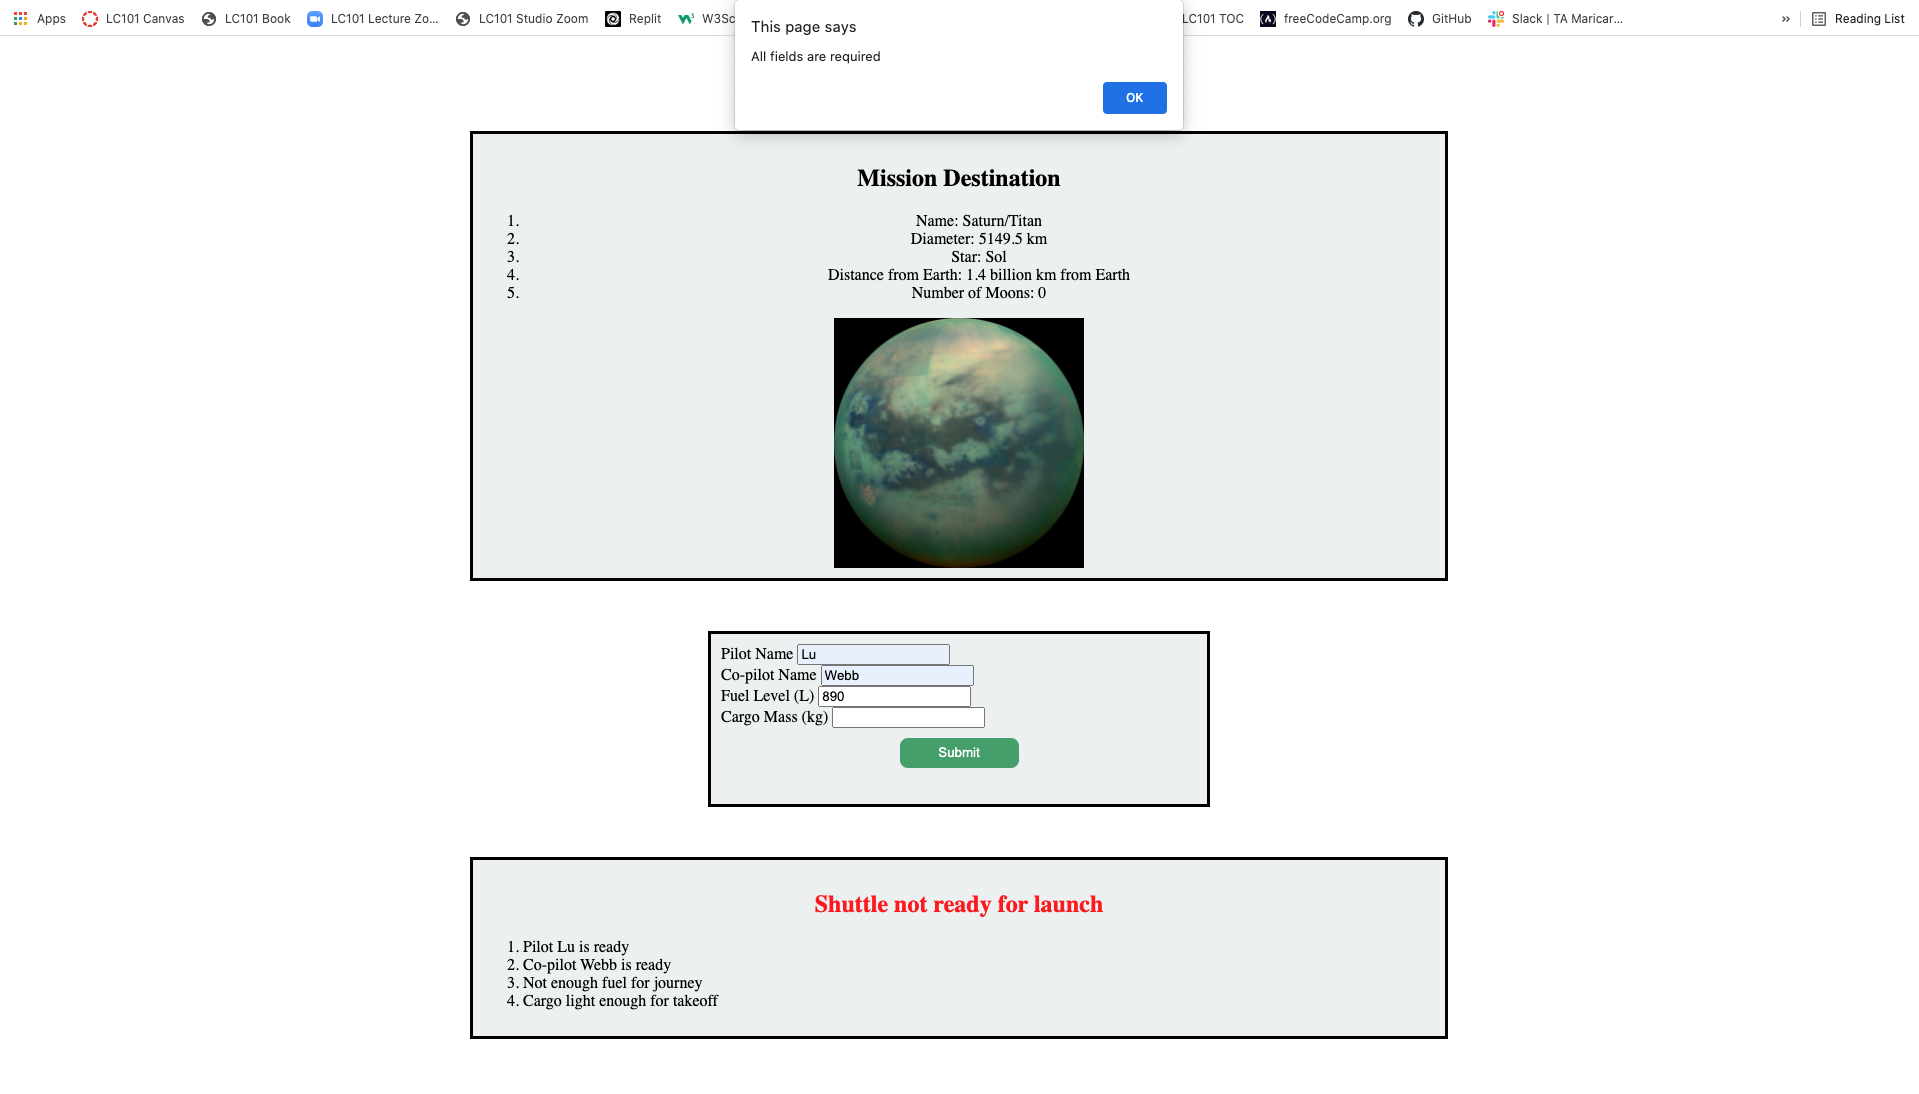 Apps LC101 Canvas LC101 Book LC101 Lecture Zo... LC101 Studio Zoom Replit W3Sc LC101 TOC freeCodeCamp.org GitHub Slack | TA Maricar... » Reading List
This page says
All fields are required
OK
Mission Destination
1. Name: Saturn/Titan
2. Diameter: 5149.5 km
3. Star: Sol
4. Distance from Earth: 1.4 billion km from Earth
5. Number of Moons: 0
Pilot Name Lu
Co-pilot Name Webb
Fuel Level (L) 890
Cargo Mass (kg)
Submit
Shuttle not ready for launch
1. Pilot Lu is ready
2. Co-pilot Webb is ready
3. Not enough fuel for journey
4. Cargo light enough for takeoff